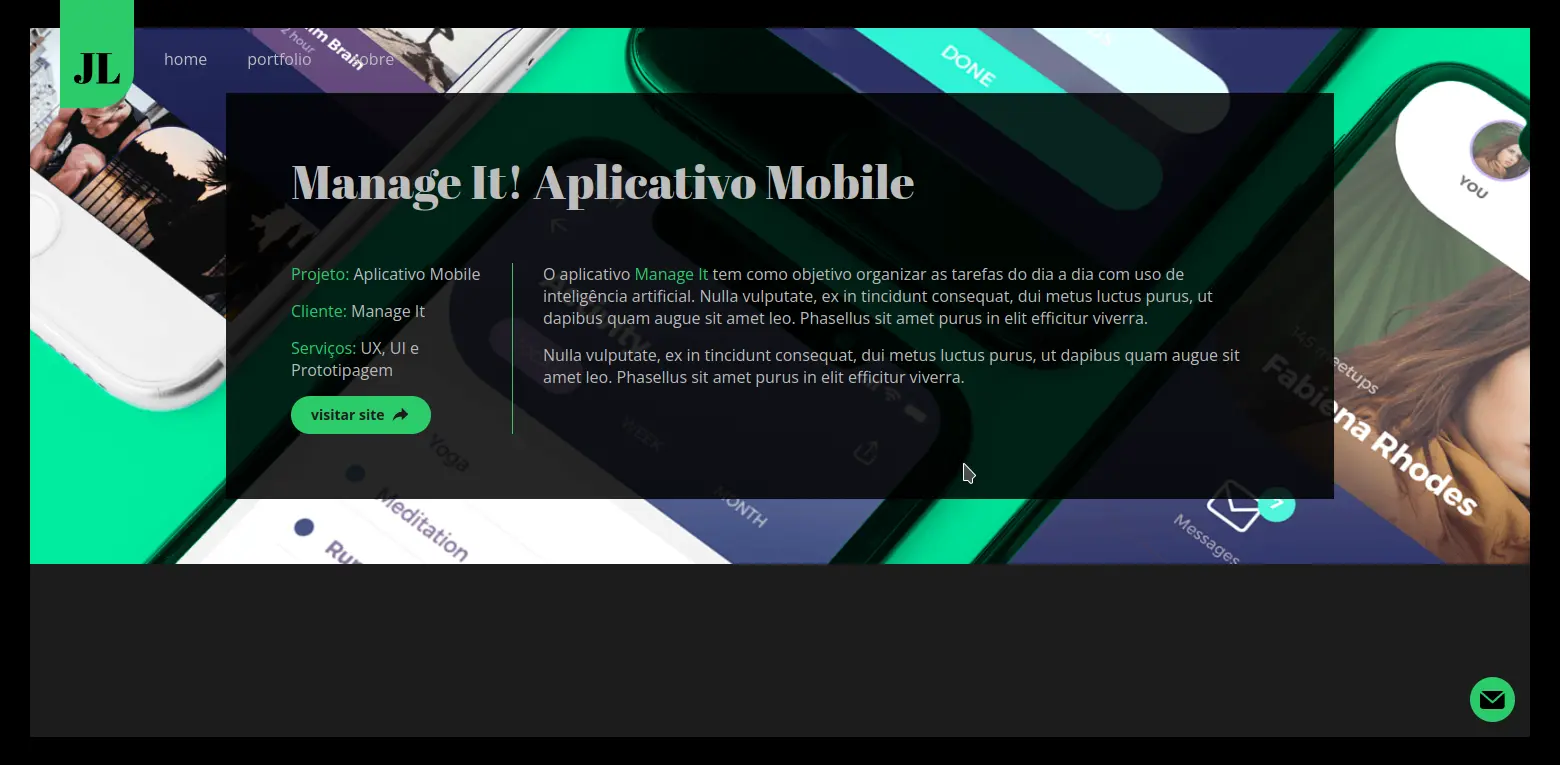 JL
home
portfolio
sobre
2 hour
Brain
DONE
YOU
Manage It! Aplicativo Mobile
Projeto: Aplicativo Mobile
Cliente: Manage It
Serviços: UX, UI e
Prototipagem
visitar site
O aplicativo Manage It tem como objetivo organizar as tarefas do dia a dia com uso de
inteligência artificial. Nulla vulputate, ex in tincidunt consequat, dui metus luctus purus, ut
dapibus quam augue sit amet leo. Phasellus sit amet purus in elit efficitur viverra.
Nulla vulputate, ex in tincidunt consequat, dui metus luctus purus, ut dapibus quam augue sit
amet leo. Phasellus sit amet purus in elit efficitur viverra.
Activity
145 meetups
Fabiena Rhodes
WEEK
MONTH
Yoga
Meditation
Messages
7